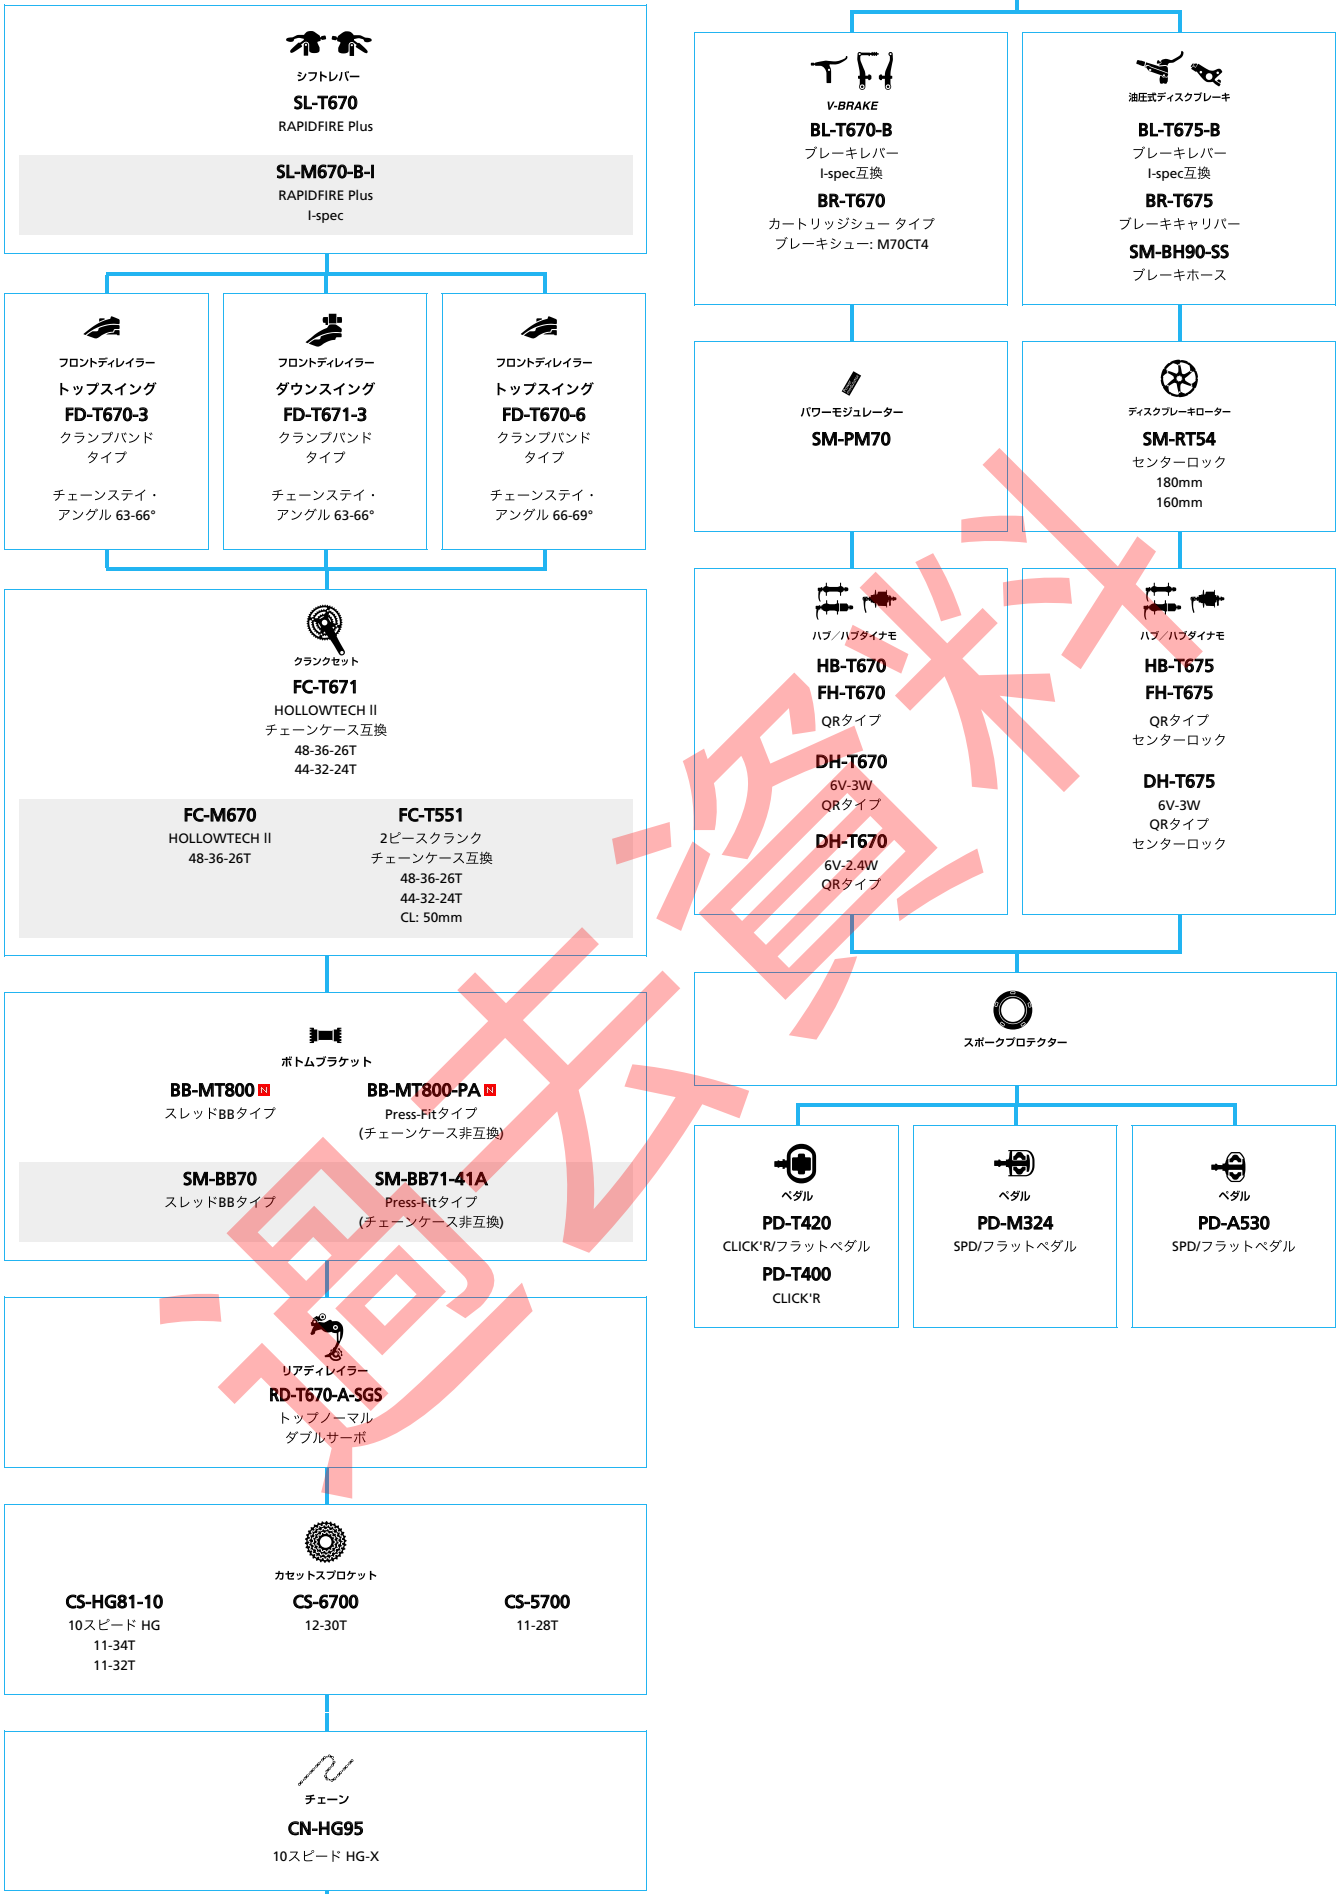 シフトレバー
SL-T670
RAPIDFIRE Plus
SL-M670-B-I
RAPIDFIRE Plus
I-spec
フロントディレイラー
トップスイング
FD-T670-3
クランプバンド
タイプ
チェーンステイ・
アングル 63-66°
フロントディレイラー
ダウンスイング
FD-T671-3
クランプバンド
タイプ
チェーンステイ・
アングル 63-66°
フロントディレイラー
トップスイング
FD-T670-6
クランプバンド
タイプ
チェーンステイ・
アングル 66-69°
クランクセット
FC-T671
HOLLOWTECH II
チェーンケース互換
48-36-26T
44-32-24T
FC-M670
HOLLOWTECH II
48-36-26T
FC-T551
2ピースクランク
チェーンケース互換
48-36-26T
44-32-24T
CL: 50mm
ボトムブラケット
BB-MT800 N
スレッドBBタイプ
BB-MT800-PA N
Press-Fitタイプ
(チェーンケース非互換)
SM-BB70
スレッドBBタイプ
SM-BB71-41A
Press-Fitタイプ
(チェーンケース非互換)
リアディレイラー
RD-T670-A-SGS
トップノーマル
ダブルサーボ
カセットスプロケット
CS-HG81-10
10スピード HG
11-34T
11-32T
CS-6700
12-30T
CS-5700
11-28T
チェーン
CN-HG95
10スピード HG-X
V-BRAKE
BL-T670-B
ブレーキレバー
I-spec互換
BR-T670
カートリッジシュー タイプ
ブレーキシュー: M70CT4
油圧式ディスクブレーキ
BL-T675-B
ブレーキレバー
I-spec互換
BR-T675
ブレーキキャリパー
SM-BH90-SS
ブレーキホース
パワーモジュレーター
SM-PM70
ディスクブレーキローター
SM-RT54
センターロック
180mm
160mm
ハブ／ハブダイナモ
HB-T670
FH-T670
QRタイプ
DH-T670
6V-3W
QRタイプ
DH-T670
6V-2.4W
QRタイプ
ハブ／ハブダイナモ
HB-T675
FH-T675
QRタイプ
センターロック
DH-T675
6V-3W
QRタイプ
センターロック
スポークプロテクター
ペダル
PD-T420
CLICK'R/フラットペダル
PD-T400
CLICK'R
ペダル
PD-M324
SPD/フラットペダル
ペダル
PD-A530
SPD/フラットペダル
過去資料